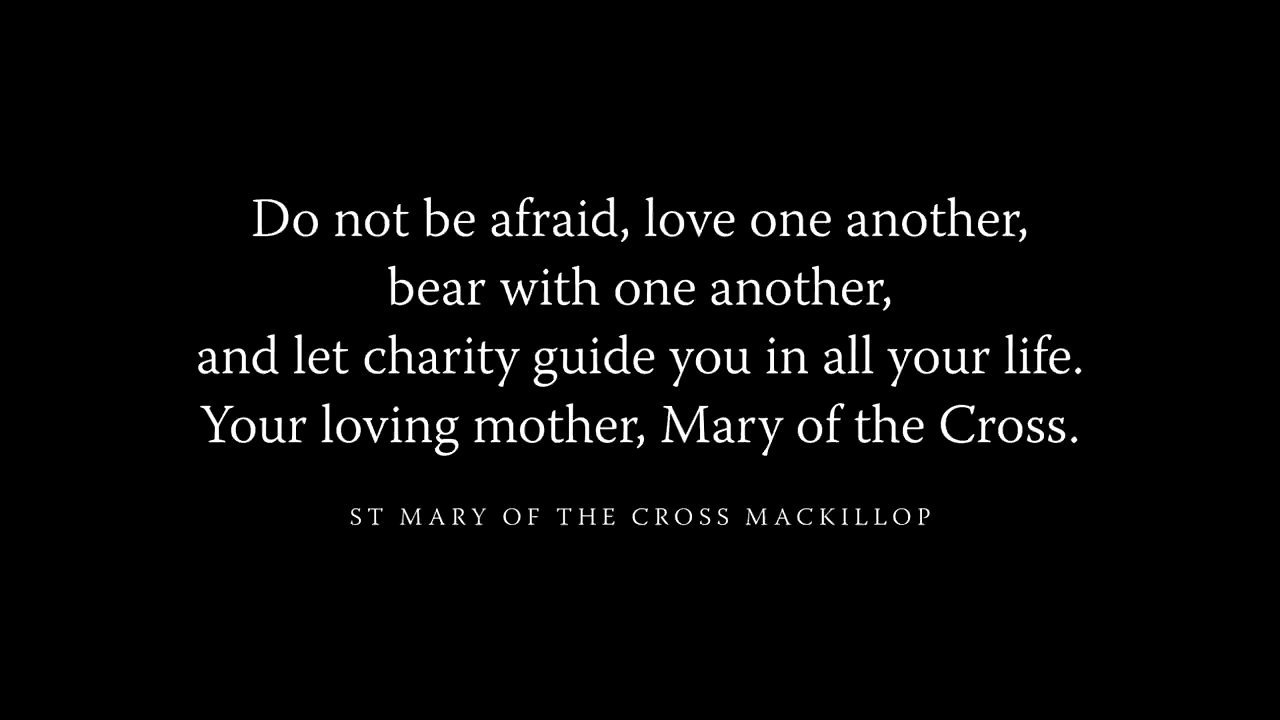 Do not be afraid, love one another,
bear with one another,
and let charity guide you in all your life.
Your loving mother, Mary of the Cross.
ST MARY OF THE CROSS MACKILLOP